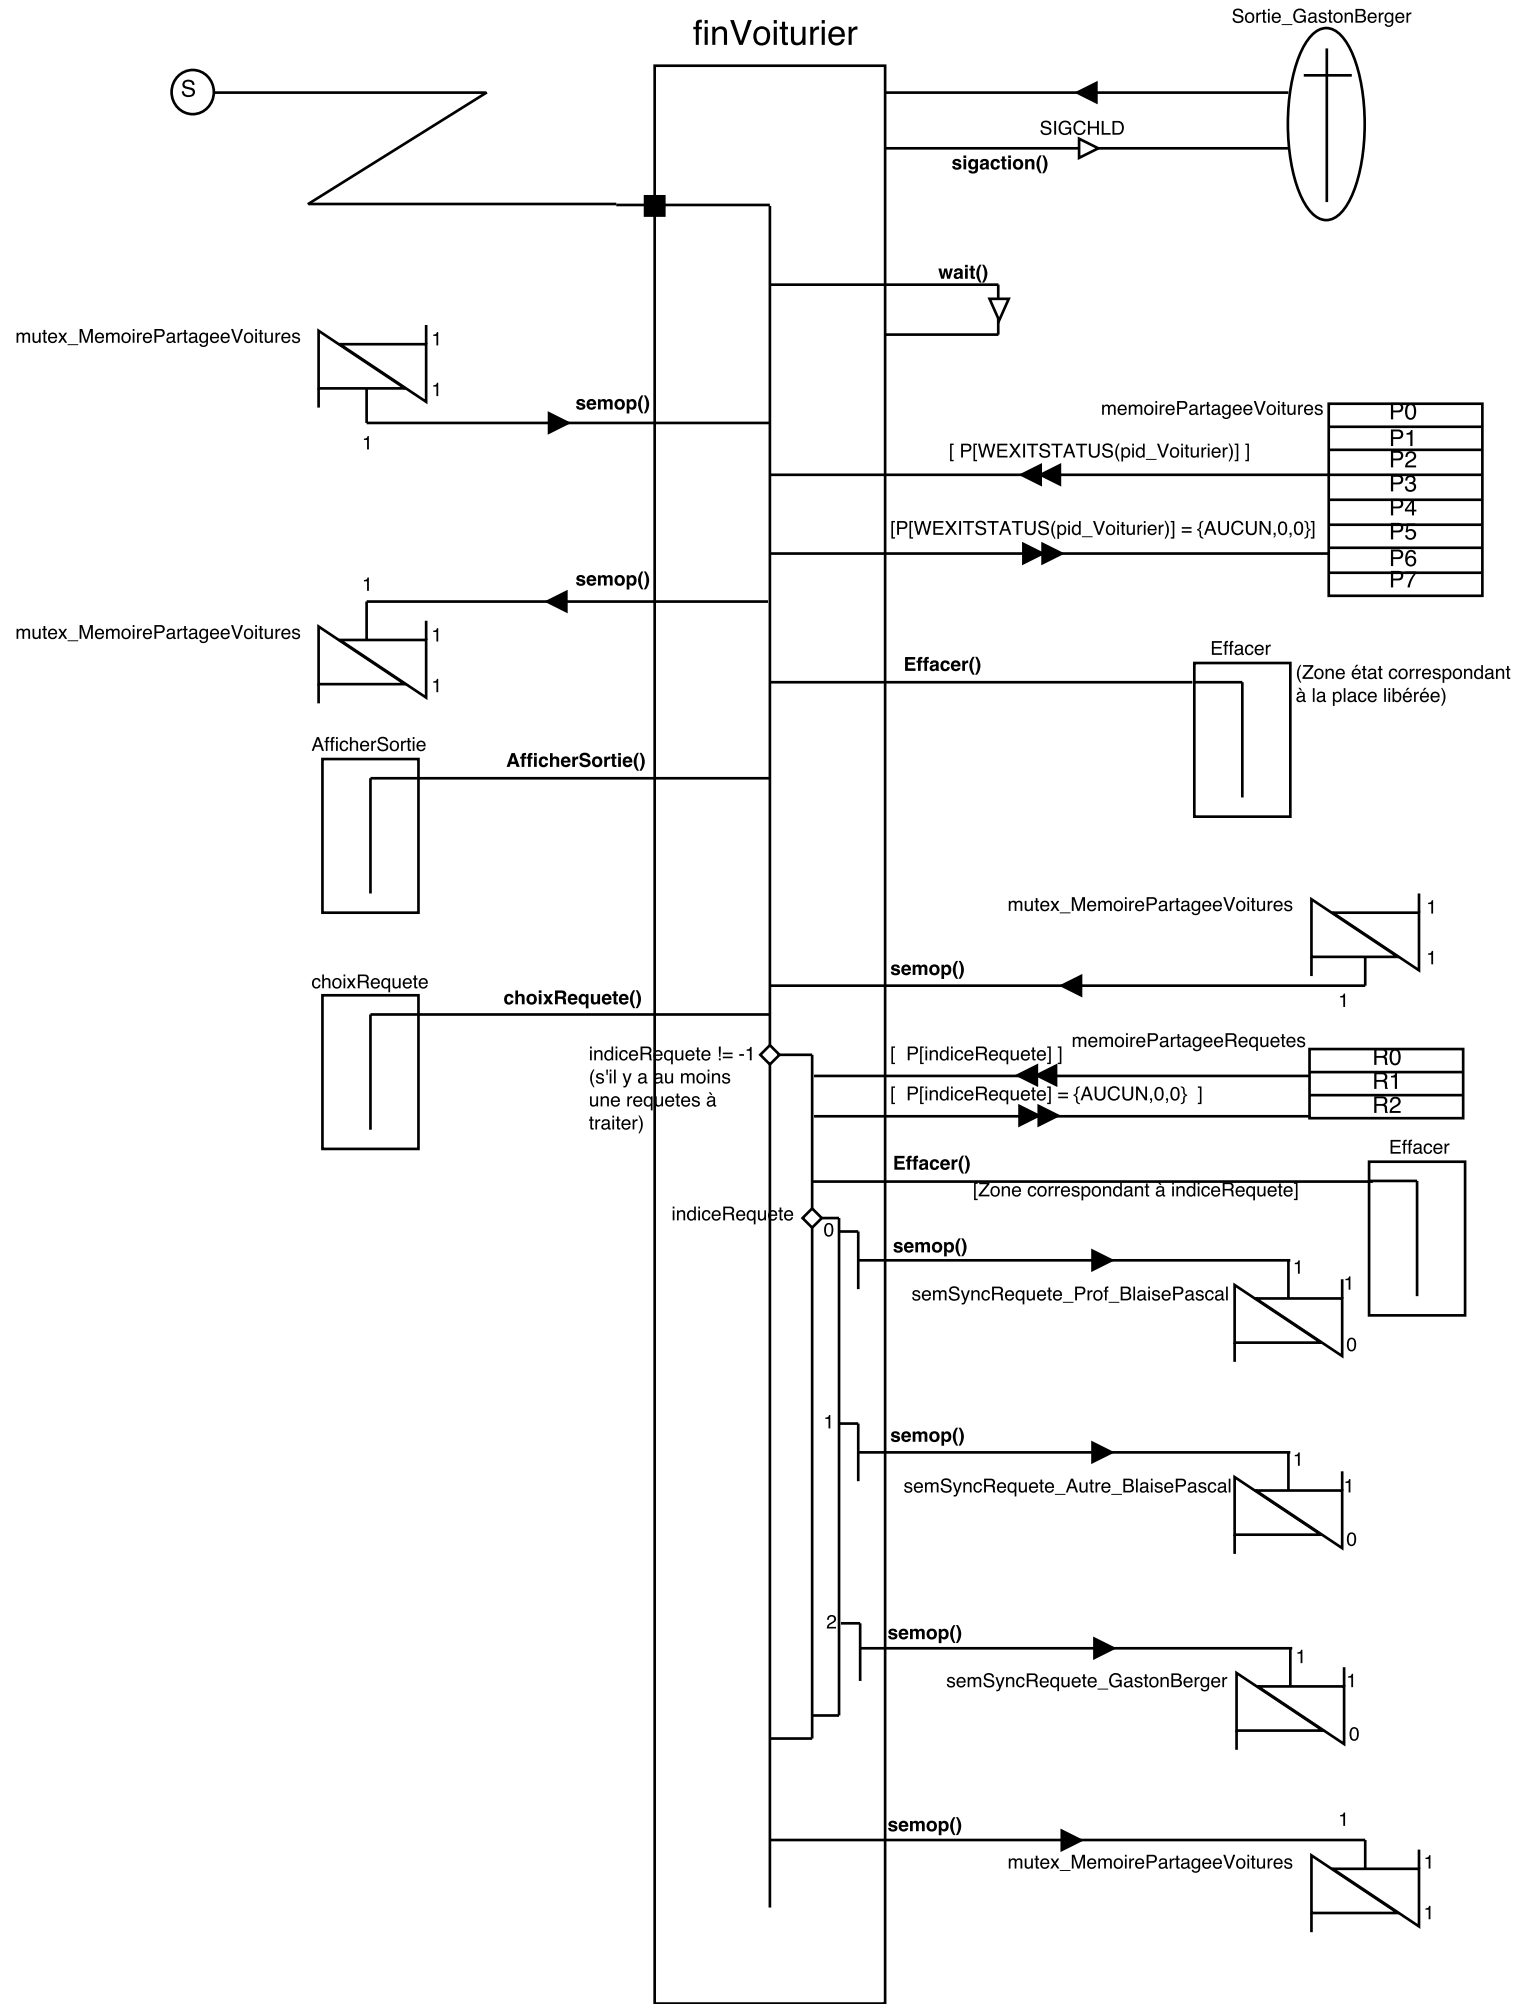 Sortie_GastonBerger
finVoiturier
S
SIGCHLD
sigaction()
wait()
mutex_MemoirePartageeVoitures
1
1
semop()
1
memoirePartageeVoitures
P0
P1
P2
P3
P4
P5
P6
P7
[ P[WEXITSTATUS(pid_Voiturier)] ]
[P[WEXITSTATUS(pid_Voiturier)] = {AUCUN,0,0}]
semop()
1
mutex_MemoirePartageeVoitures
1
1
Effacer()
Effacer
(Zone état correspondant
à la place libérée)
AfficherSortie
AfficherSortie()
mutex_MemoirePartageeVoitures
1
1
semop()
1
choixRequete
choixRequete()
indiceRequete != -1
(s'il y a au moins
une requetes à
traiter)
memoirePartageeRequetes
[ P[indiceRequete] ]
[ P[indiceRequete] = {AUCUN,0,0} ]
R0
R1
R2
Effacer()
Effacer
[Zone correspondant à indiceRequete]
indiceRequete
0
semop()
1
semSyncRequete_Prof_BlaisePascal
1
0
1
semop()
1
semSyncRequete_Autre_BlaisePascal
1
0
2
semop()
1
semSyncRequete_GastonBerger
1
0
semop()
1
mutex_MemoirePartageeVoitures
1
1